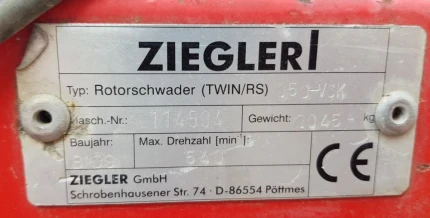 ZIEGLER
Typ: Rotorschwader (TWIN/RS)
Masch.-Nr.: 114594 Gewicht: kg
Baujahr: Max. Drehzahl [min⁻¹]
540
CE
ZIEGLER GmbH
Schrobenhausener Str. 74 · D-86554 Pöttmes